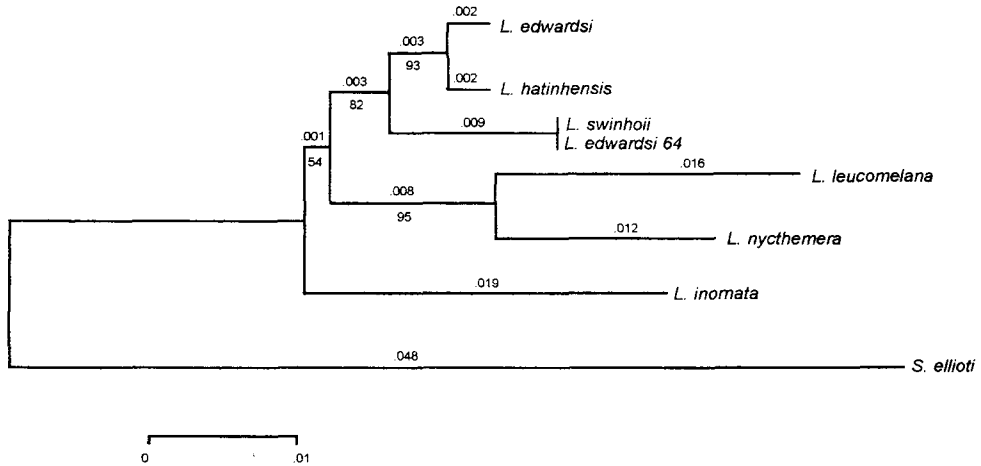 .002
L. edwardsi
.003
93
.002
L. hatinhensis
.003
82
.009
L. swinhoii
L. edwardsi 64
.001
54
.016
L. leucomelana
.008
95
.012
L. nycthemera
.019
L. inornata
.048
S. ellioti
0 .01